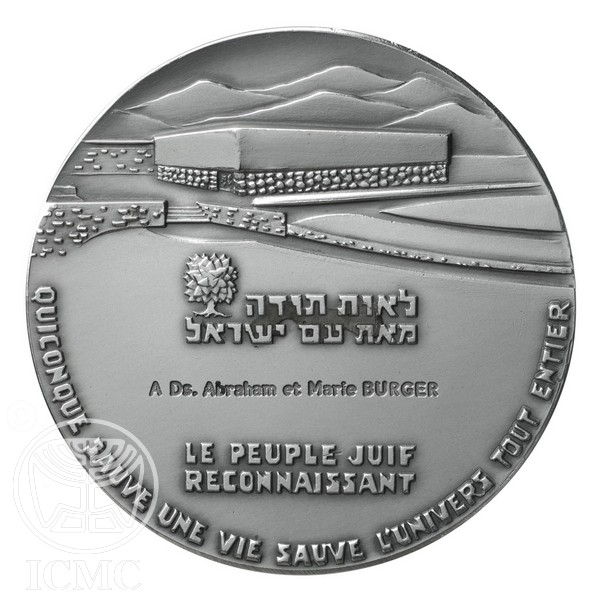 לאות תודה
מאת עם ישראל
A Ds. Abraham et Marie BURGER
LE PEUPLE JUIF
RECONNAISSANT
QUICONQUE SAUVE UNE VIE SAUVE L'UNIVERS TOUT ENTIER
ICMC